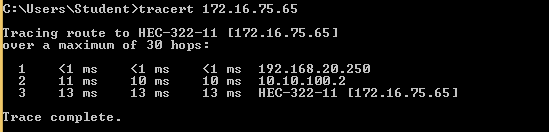 C:\Users\Student>tracert 172.16.75.65
Tracing route to HEC-322-11 [172.16.75.65]
over a maximum of 30 hops:
1 <1 ms <1 ms <1 ms 192.168.20.250
2 11 ms 10 ms 10 ms 10.10.100.2
3 13 ms 13 ms 13 ms HEC-322-11 [172.16.75.65]
Trace complete.